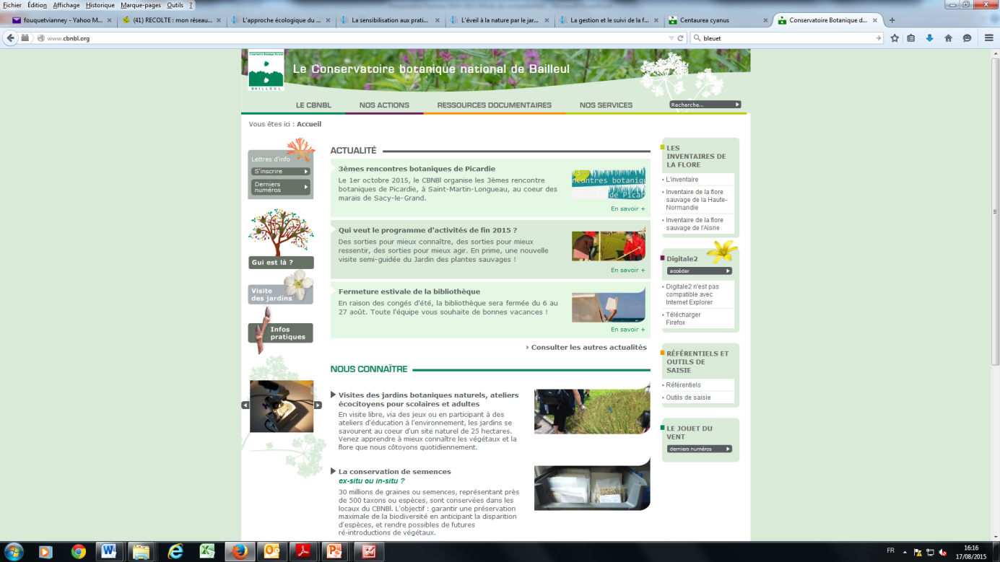 Fichier Édition Affichage Historique Marque-pages Outils ?
fouquetvianney - Yahoo M...
(41) RECOLTE : mon réseau...
L'approche écologique du ...
La sensibilisation aux prati...
L'éveil à la nature par le jar...
La gestion et le suivi de la f...
Centaurea cyanus
Conservatoire Botanique d...
www.cbnbl.org
bleuet
BAILLEUL
Le Conservatoire botanique national de Bailleul
LE CBNBL
NOS ACTIONS
RESSOURCES DOCUMENTAIRES
NOS SERVICES
Recherche...
Vous êtes ici : Accueil
Lettres d'info
S'inscrire
Derniers
numéros
Gui est là ?
Visite
des jardins
Infos
pratiques
ACTUALITÉ
3èmes rencontres botaniques de Picardie
Le 1er octobre 2015, le CBNBl organise les 3èmes rencontre
botaniques de Picardie, à Saint-Martin-Longueau, au coeur des
marais de Sacy-le-Grand.
ncontres botaniqu
de Picar
En savoir +
Qui veut le programme d'activités de fin 2015 ?
Des sorties pour mieux connaître, des sorties pour mieux
ressentir, des sorties pour mieux agir. En prime, une nouvelle
visite semi-guidée du Jardin des plantes sauvages !
En savoir +
Fermeture estivale de la bibliothèque
En raison des congés d'été, la bibliothèque sera fermée du 6 au
27 août. Toute l'équipe vous souhaite de bonnes vacances !
En savoir +
› Consulter les autres actualités
NOUS CONNAÎTRE
Visites des jardins botaniques naturels, ateliers
écocitoyens pour scolaires et adultes
En visite libre, via des jeux ou en participant à des
ateliers d'éducation à l'environnement, les jardins se
savourent au coeur d'un site naturel de 25 hectares.
Venez apprendre à mieux connaître les végétaux et la
flore que nous côtoyons quotidiennement.
La conservation de semences
ex-situ ou in-situ ?
30 millions de graines ou semences, représentant près
de 500 taxons ou espèces, sont conservées dans les
locaux du CBNBl. L'objectif : garantir une préservation
maximale de la biodiversité en anticipant la disparition
d'espèces, et rendre possibles de futures
ré-introductions de végétaux.
LES
INVENTAIRES DE
LA FLORE
L'inventaire
Inventaire de la flore
sauvage de la Haute-
Normandie
Inventaire de la flore
sauvage de l'Aisne
Digitale2
accéder
Digitale2 n'est pas
compatible avec
Internet Explorer
Télécharger
Firefox
RÉFÉRENTIELS ET
OUTILS DE
SAISIE
Référentiels
Outils de saisie
LE JOUET DU
VENT
derniers numéros
FR
16:16
17/08/2015